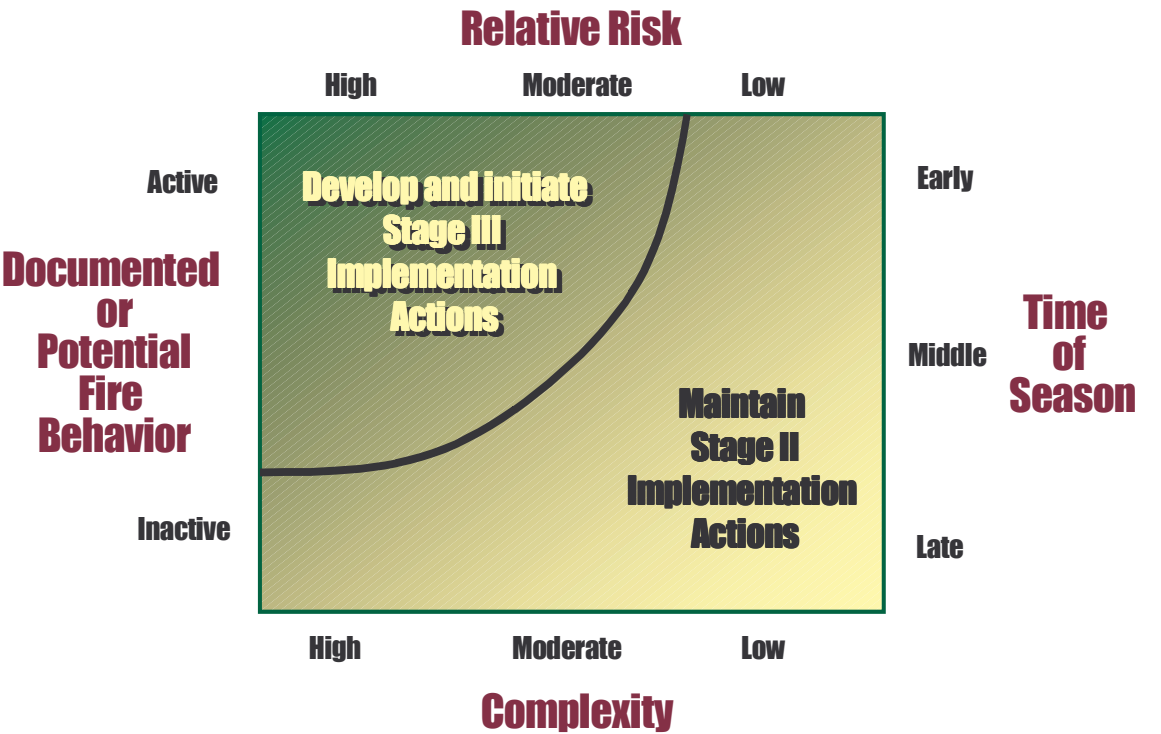 Relative Risk
High Moderate Low
Active
Early
Develop and initiate
Stage III
Implementation
Actions
Documented
or
Potential
Fire
Behavior
Time
of
Season
Middle
Maintain
Stage II
Implementation
Actions
Inactive
Late
High Moderate Low
Complexity